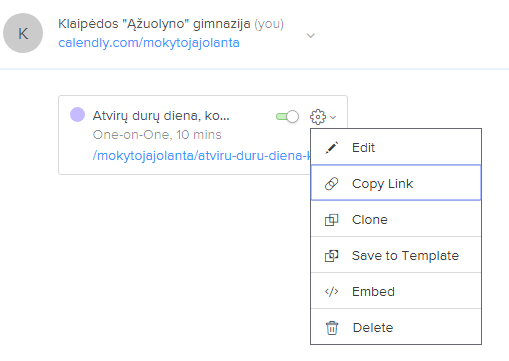 K
Klaipėdos "Ąžuolyno" gimnazija (you)
calendly.com/mokytojajolanta
Atvirų durų diena, ko...
One-on-One, 10 mins
/mokytojajolanta/atviru-duru-diena-k
Edit
Copy Link
Clone
Save to Template
Embed
Delete